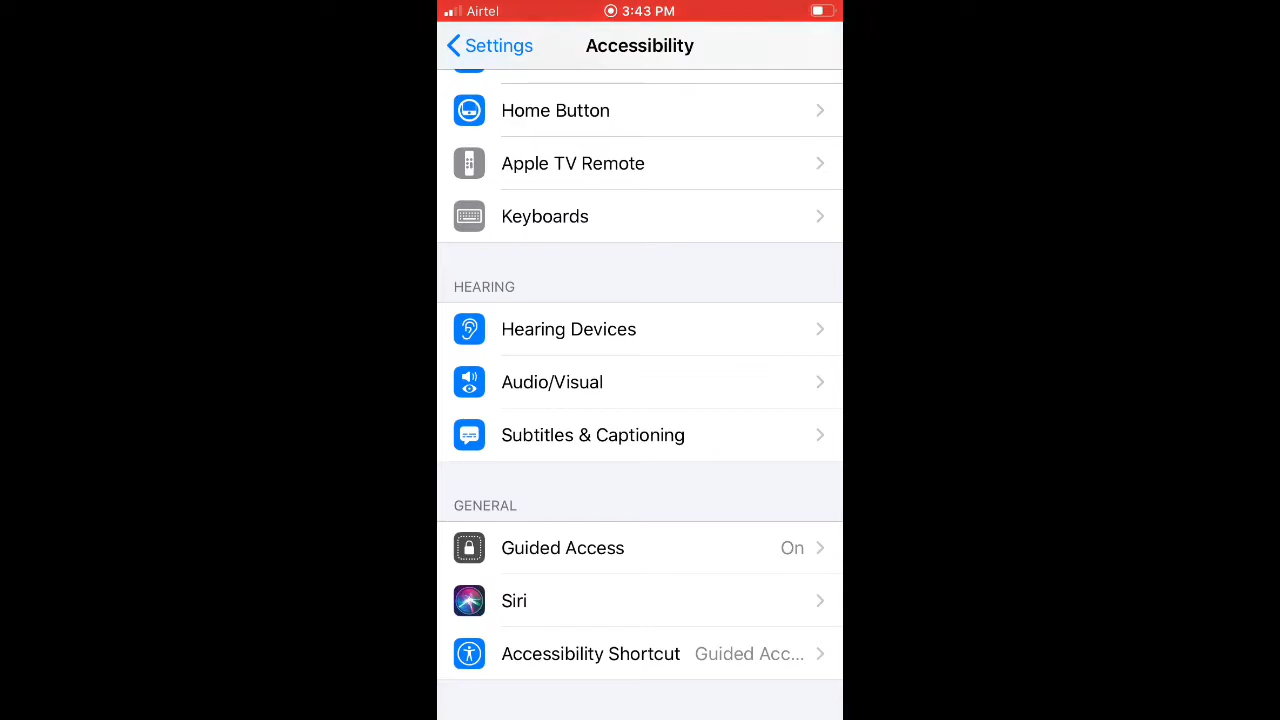 Airtel 3:43 PM
Settings Accessibility
Home Button
Apple TV Remote
Keyboards
HEARING
Hearing Devices
Audio/Visual
Subtitles & Captioning
GENERAL
Guided Access On
Siri
Accessibility Shortcut Guided Acc...